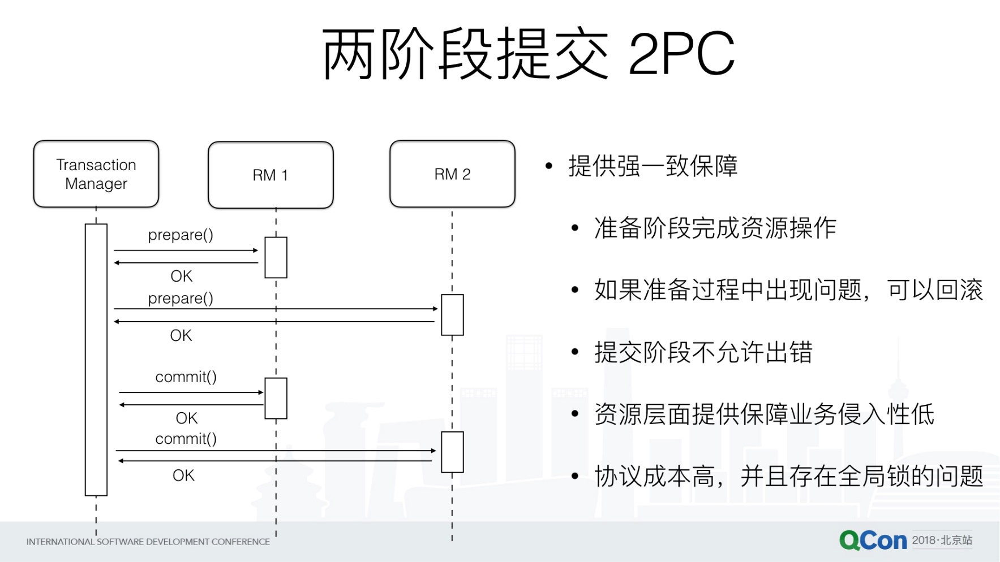 两阶段提交 2PC
Transaction
Manager
RM 1
RM 2
prepare()
OK
prepare()
OK
commit()
OK
commit()
OK
• 提供强一致保障
• 准备阶段完成资源操作
• 如果准备过程中出现问题，可以回滚
• 提交阶段不允许出错
• 资源层面提供保障业务侵入性低
• 协议成本高，并且存在全局锁的问题
INTERNATIONAL SOFTWARE DEVELOPMENT CONFERENCE
QCon 2018·北京站